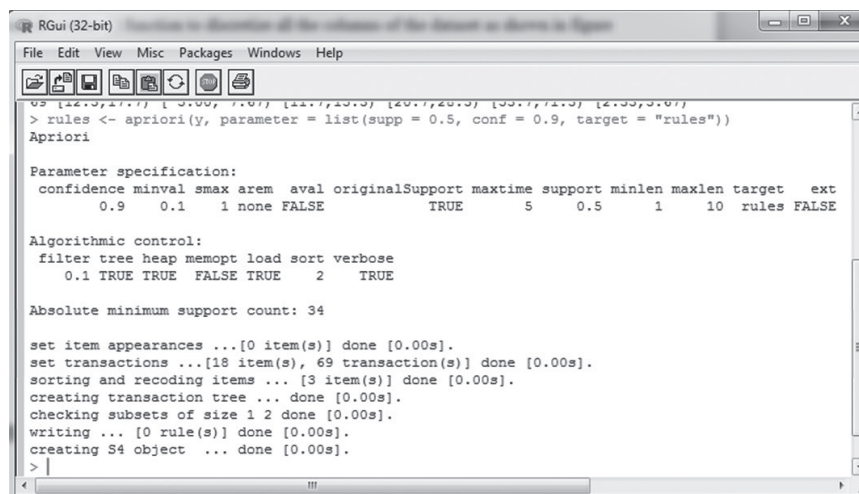 RGui (32-bit)
File Edit View Misc Packages Windows Help
STOP
> rules <- apriori(y, parameter = list(supp = 0.5, conf = 0.9, target = "rules"))
Apriori
Parameter specification:
confidence minval smax arem aval originalSupport maxtime support minlen maxlen target ext
0.9 0.1 1 none FALSE TRUE 5 0.5 1 10 rules FALSE
Algorithmic control:
filter tree heap memopt load sort verbose
0.1 TRUE TRUE FALSE TRUE 2 TRUE
Absolute minimum support count: 34
set item appearances ...[0 item(s)] done [0.00s].
set transactions ...[18 item(s), 69 transaction(s)] done [0.00s].
sorting and recoding items ... [3 item(s)] done [0.00s].
creating transaction tree ... done [0.00s].
checking subsets of size 1 2 done [0.00s].
writing ... [0 rule(s)] done [0.00s].
creating S4 object ... done [0.00s].
>